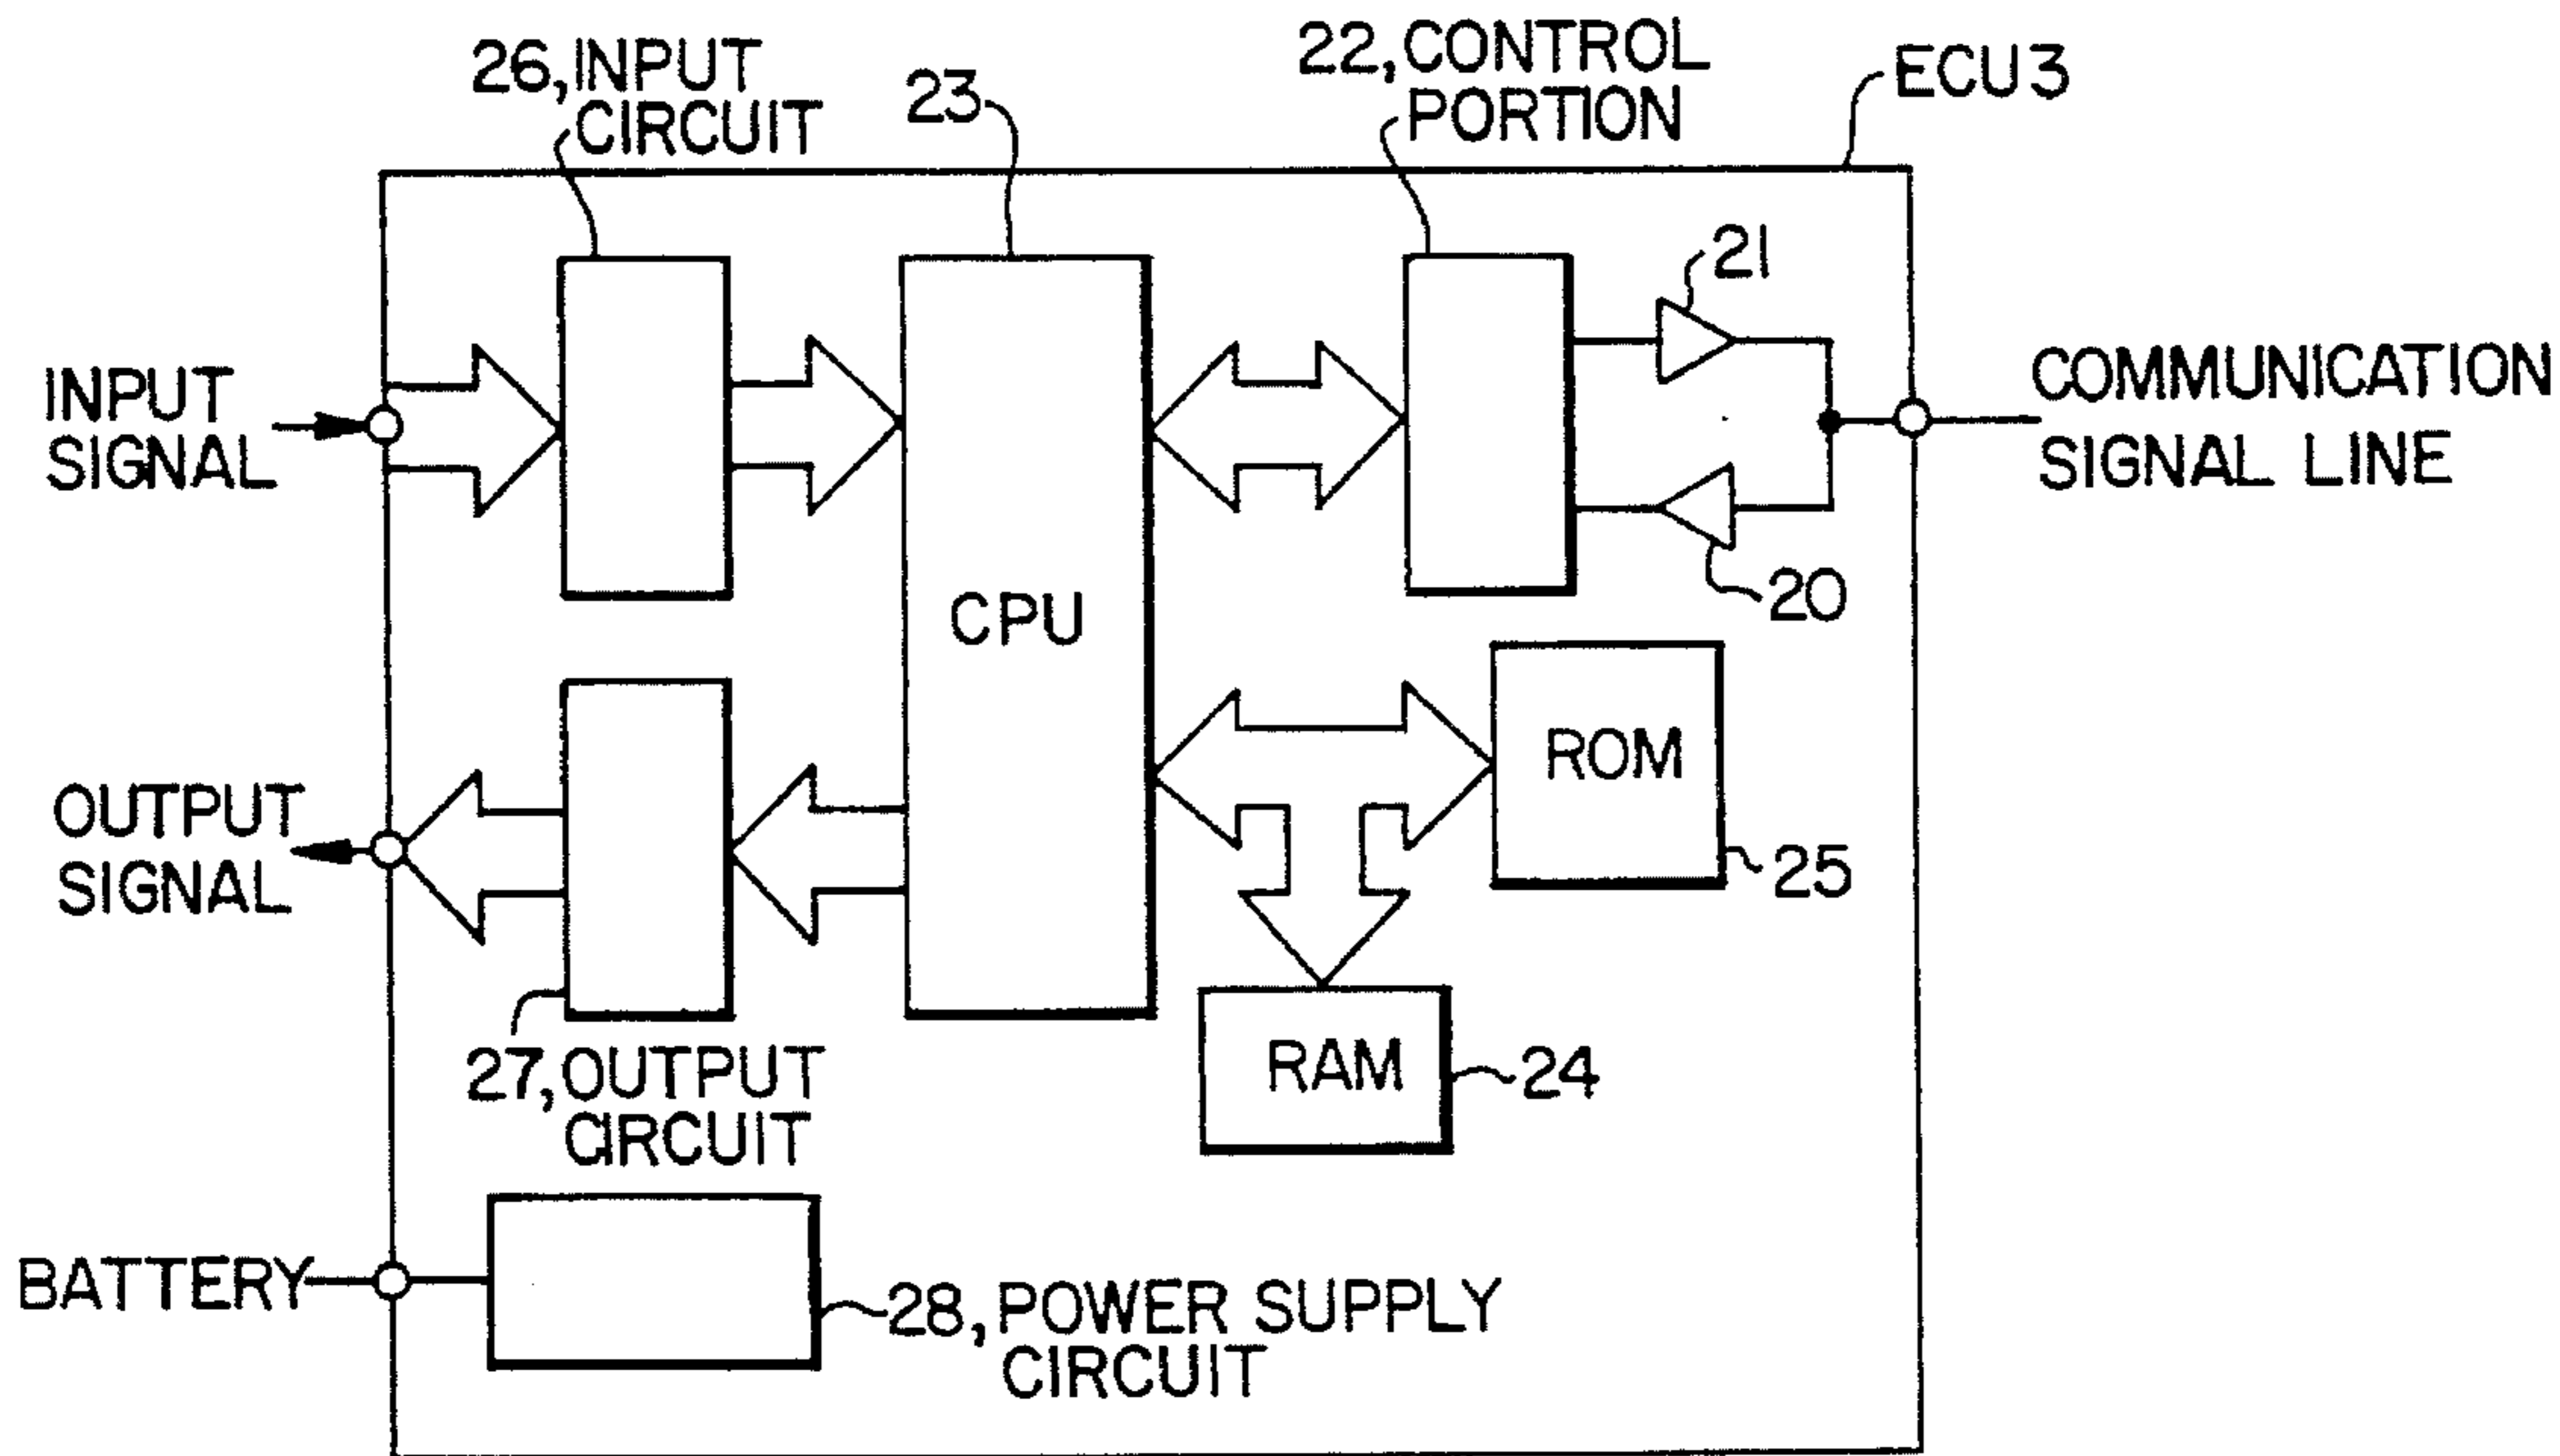 26, INPUT
CIRCUIT
23
22, CONTROL
PORTION
ECU3
21
INPUT
SIGNAL
COMMUNICATION
SIGNAL LINE
20
CPU
ROM
OUTPUT
SIGNAL
25
27, OUTPUT
CIRCUIT
RAM
24
BATTERY
28, POWER SUPPLY
CIRCUIT